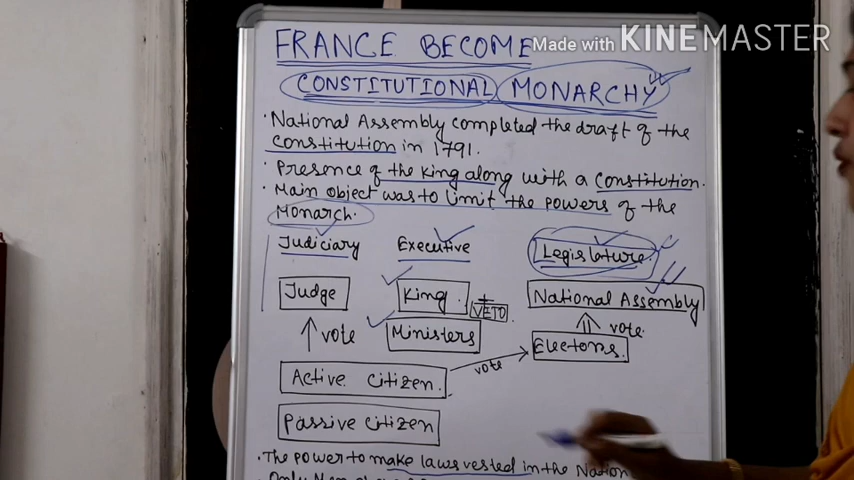 Made with KINEMASTER
FRANCE BECOME
CONSTITUTIONAL MONARCHY
· National Assembly completed the draft of the
constitution in 1791.
· Presence of the king along with a constitution.
· Main object was to limit the powers of the
Monarch.
Judiciary Executive Legislature.
Judge King. + VETO National Assembly
vote Ministers vote
Electors
Active citizen. vote
Passive citizen
· The power to make laws vested in the